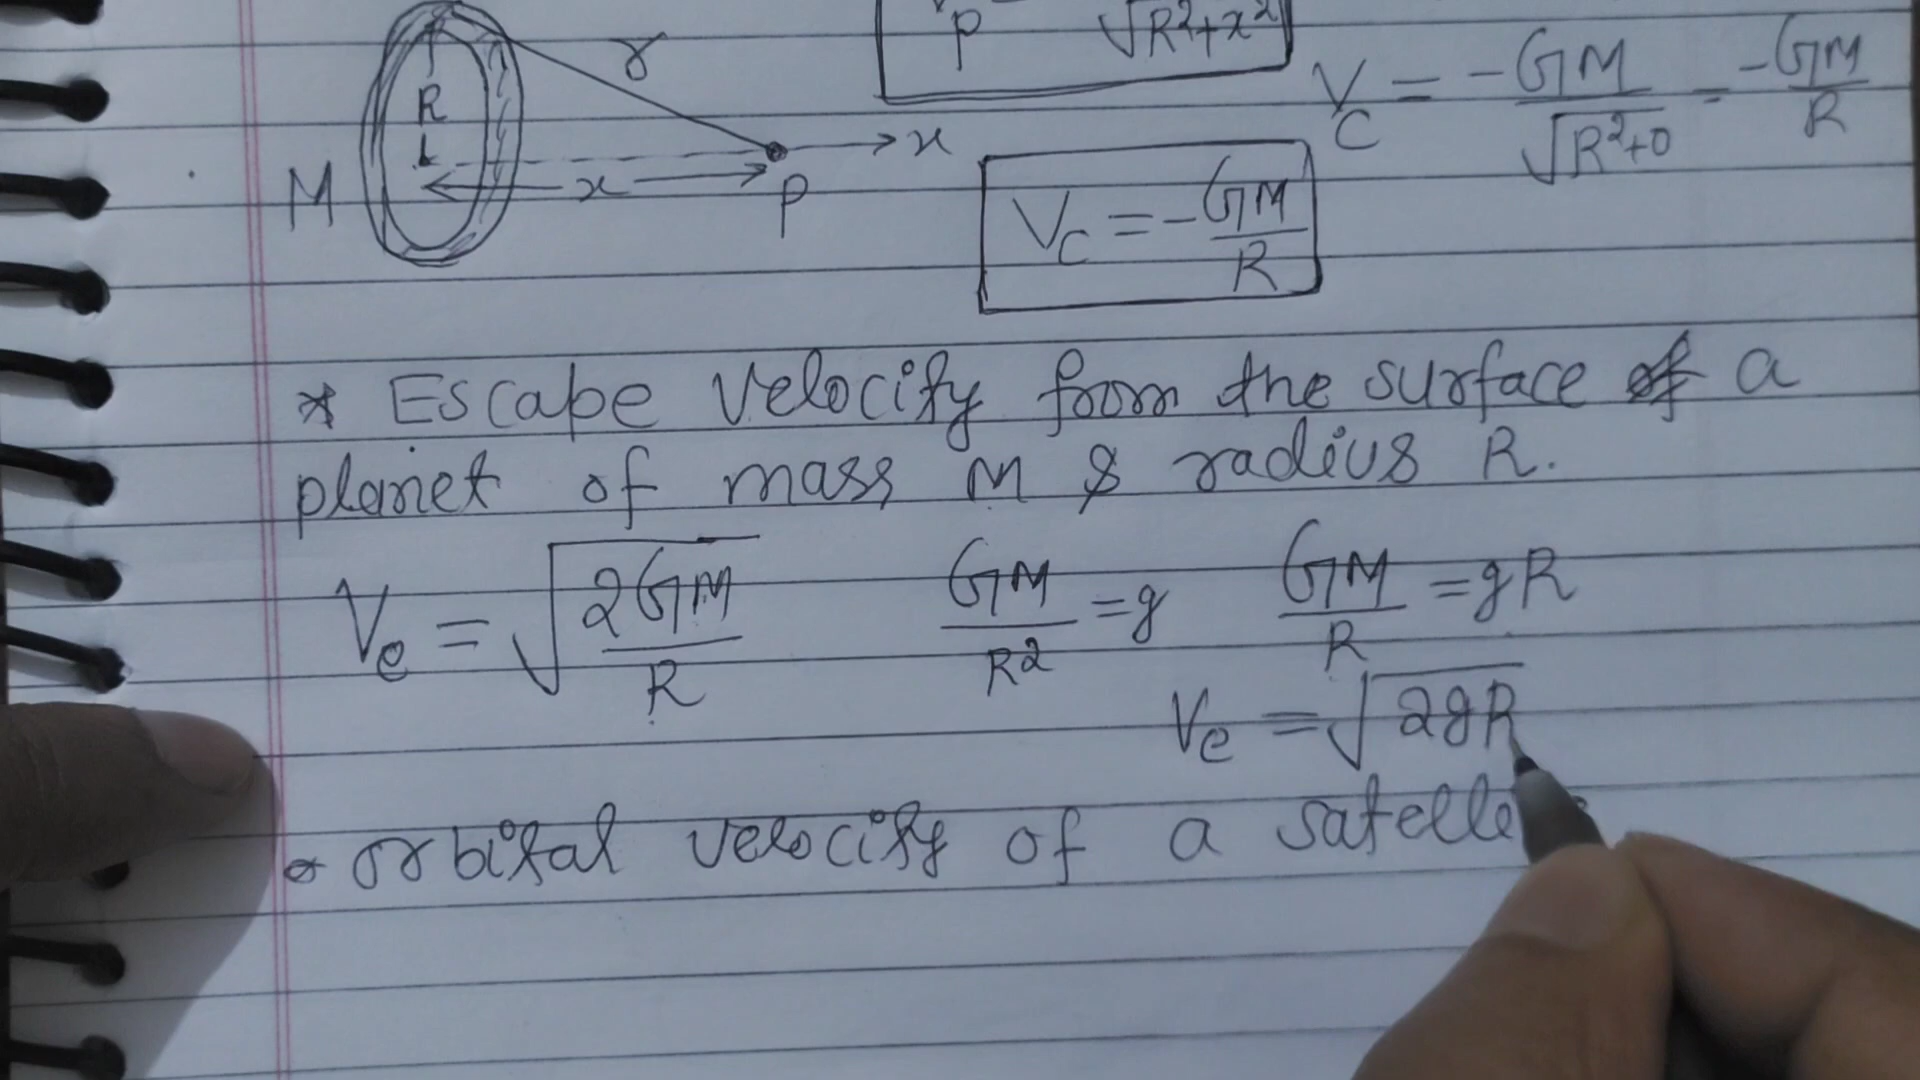 P √R²+x²
r
R
M
x
x
P
V_C = -GM/√R²+0 = -GM/R
V_C = -GM/R
* Escape Velocity from the surface of a
planet of mass M & radius R.
V_e = √2GM/R GM/R² = g GM/R = gR
V_e = √2gR
* Orbital velocity of a